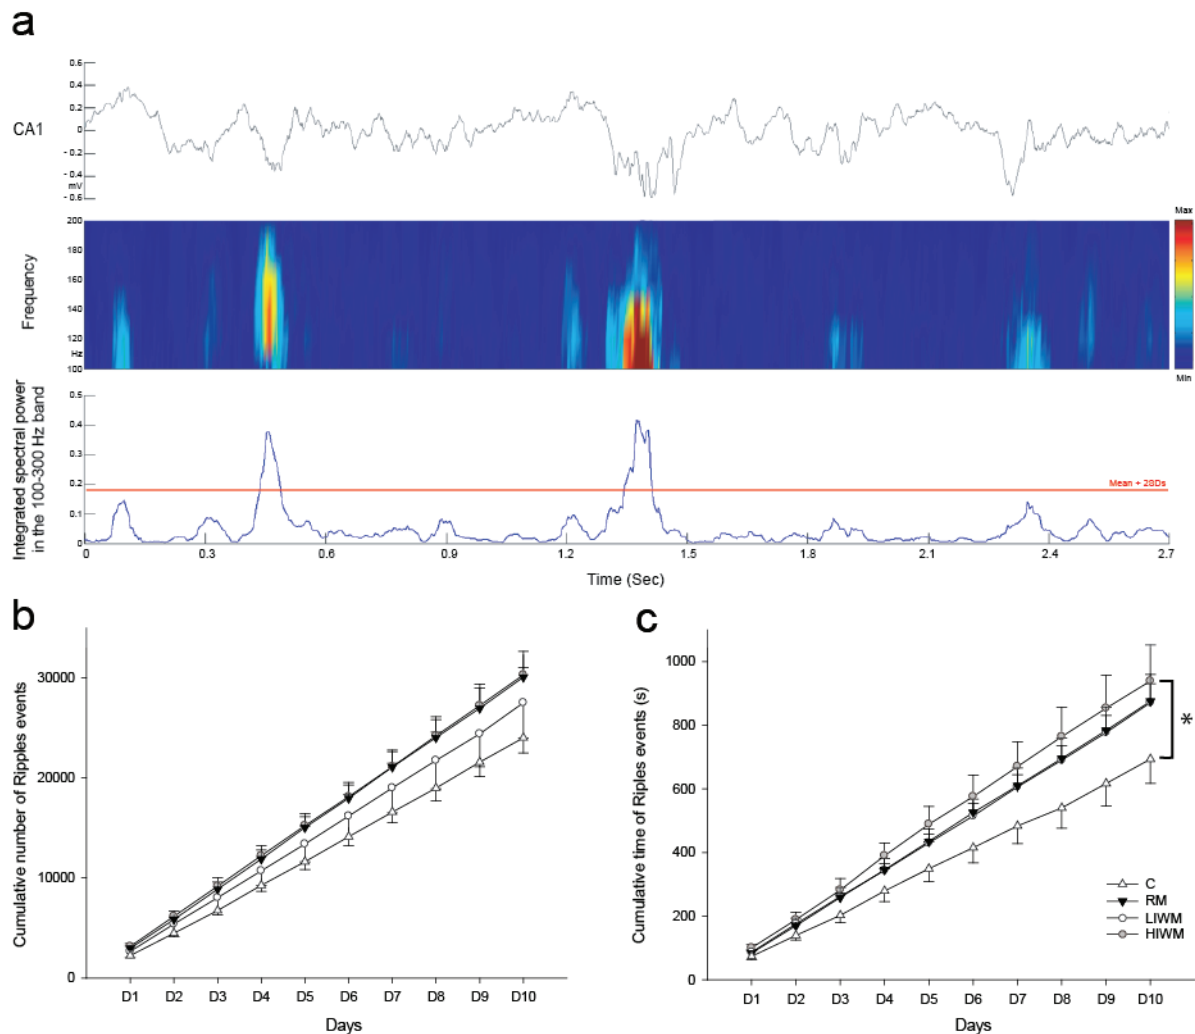 a
0.6
0.4
0.2
0
- 0.2
- 0.4
mV
- 0.6
CA1
200
180
160
140
120
Hz
100
Frequency
Max
Min
0.5
0.4
0.3
0.2
0.1
0
Integrated spectral power
in the 100-300 Hz band
Mean + 2SDs
0 0.3 0.6 0.9 1.2 1.5 1.8 2.1 2.4 2.7
Time (Sec)
b
30000
20000
10000
0
Cumulative number of Ripples events
D1 D2 D3 D4 D5 D6 D7 D8 D9 D10
Days
c
1000
800
600
400
200
0
Cumulative time of Riples events (s)
*
C
RM
LIWM
HIWM
D1 D2 D3 D4 D5 D6 D7 D8 D9 D10
Days